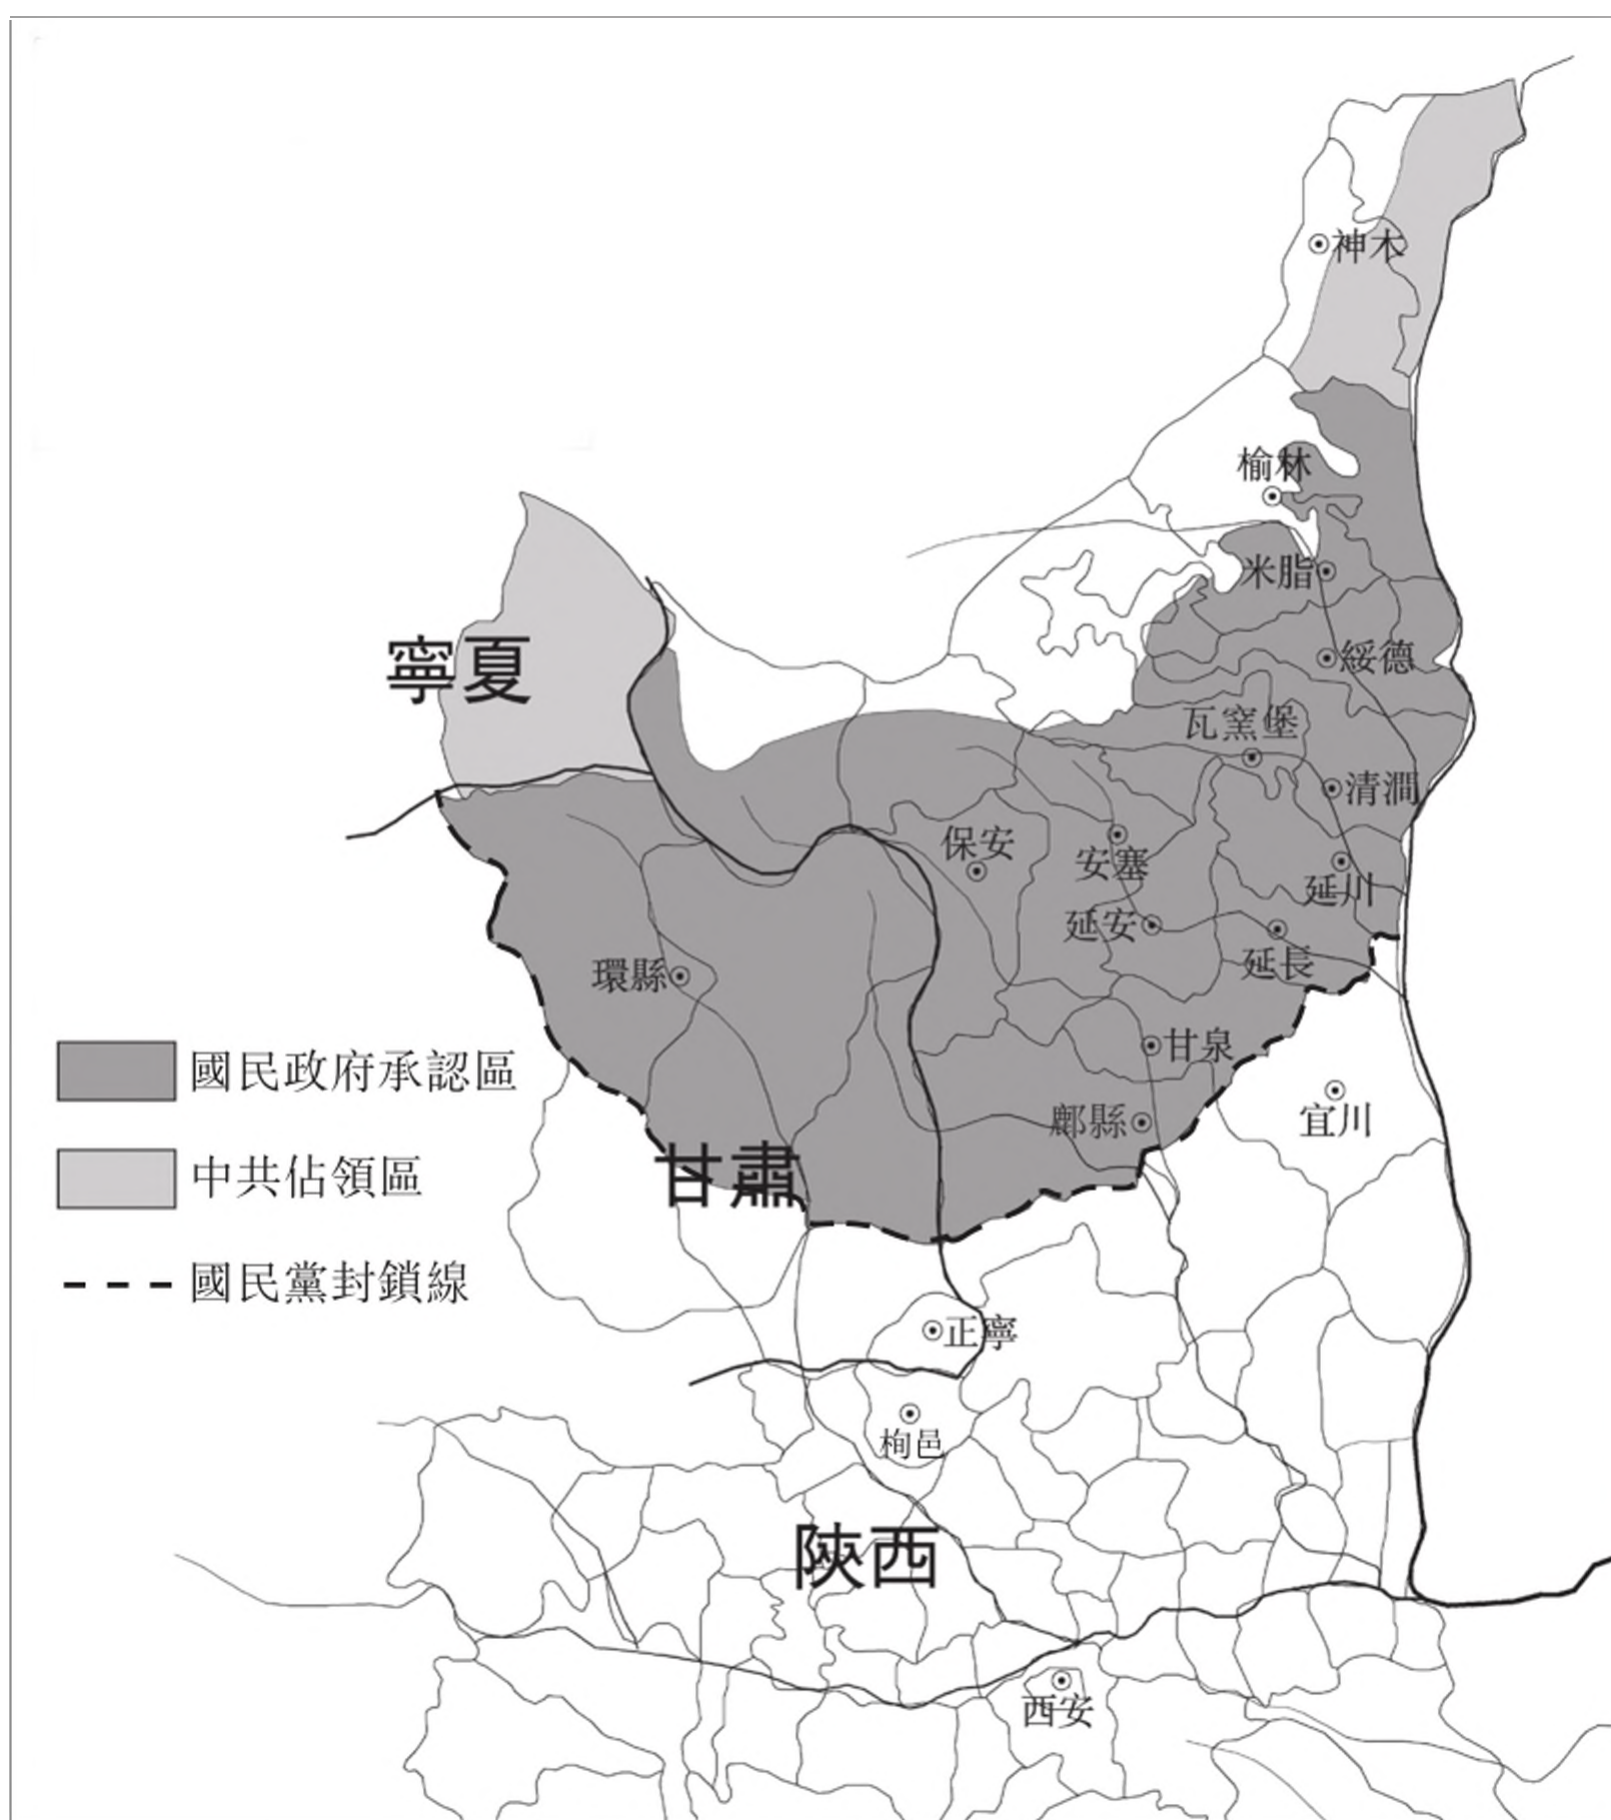 神木
榆林
米脂
綏德
寧夏
瓦窯堡
清澗
保安
安塞
延川
延安
延長
環縣
甘泉
國民政府承認區
鄜縣
宜川
中共佔領區
甘肅
國民黨封鎖線
正寧
栒邑
陝西
西安